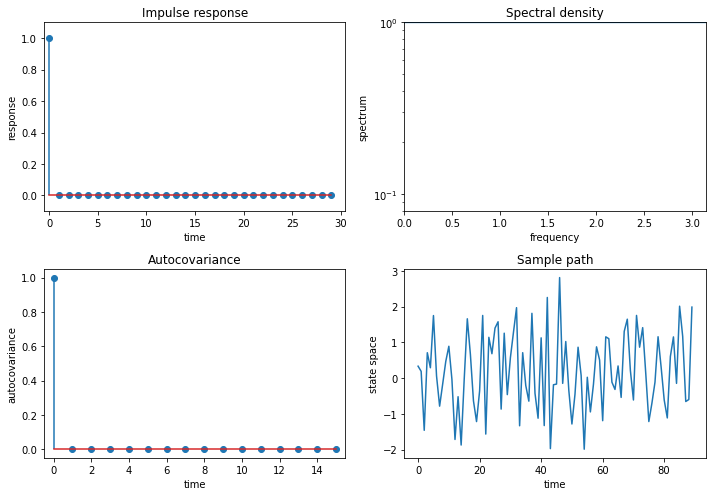 Impulse response
response
1.0
0.8
0.6
0.4
0.2
0.0
0 5 10 15 20 25 30
time
Spectral density
spectrum
10⁰
10⁻¹
0.0 0.5 1.0 1.5 2.0 2.5 3.0
frequency
Autocovariance
autocovariance
1.0
0.8
0.6
0.4
0.2
0.0
0 2 4 6 8 10 12 14
time
Sample path
state space
3
2
1
0
−1
−2
0 20 40 60 80
time